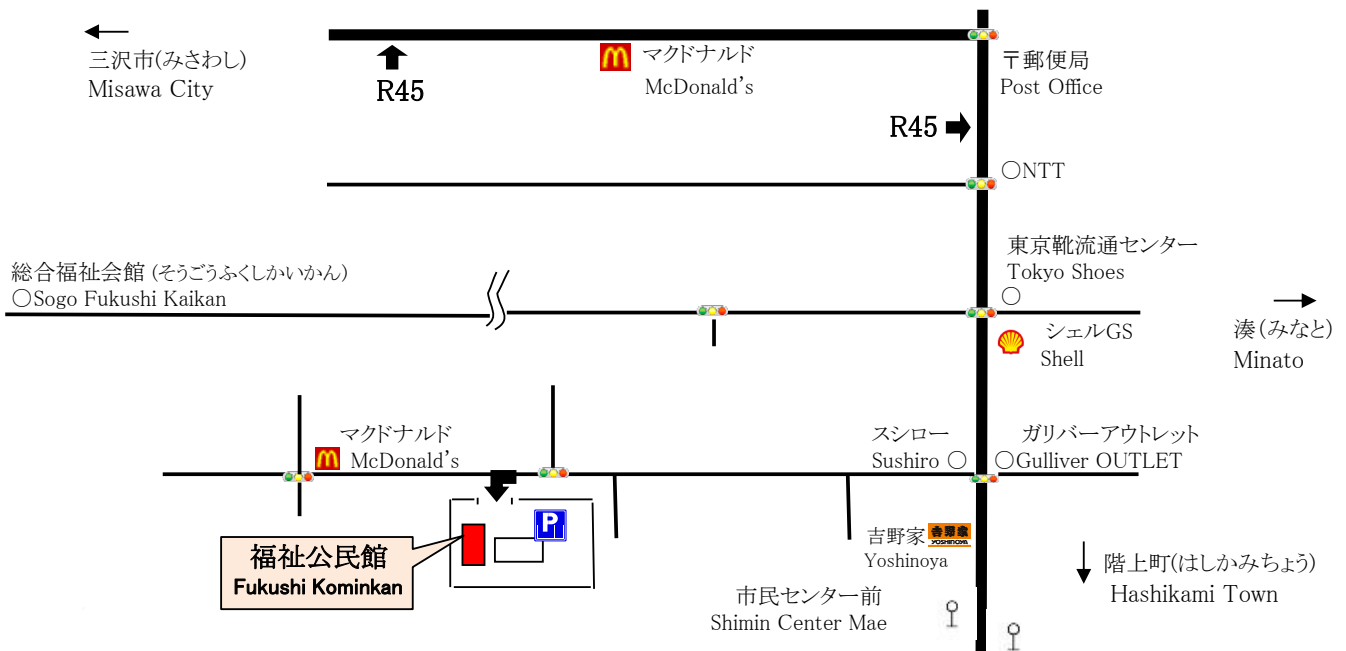 三沢市(みさわし)
Misawa City
R45
マクドナルド
McDonald's
〒郵便局
Post Office
R45
○NTT
東京靴流通センター
Tokyo Shoes
○
総合福祉会館 (そうごうふくしかいかん)
○Sogo Fukushi Kaikan
シェルGS
Shell
湊(みなと)
Minato
マクドナルド
McDonald's
スシロー
Sushiro ○
ガリバーアウトレット
○Gulliver OUTLET
P
福祉公民館
Fukushi Kominkan
吉野家
吉野家
YOSHINOYA
Yoshinoya
市民センター前
Shimin Center Mae
階上町(はしかみちょう)
Hashikami Town